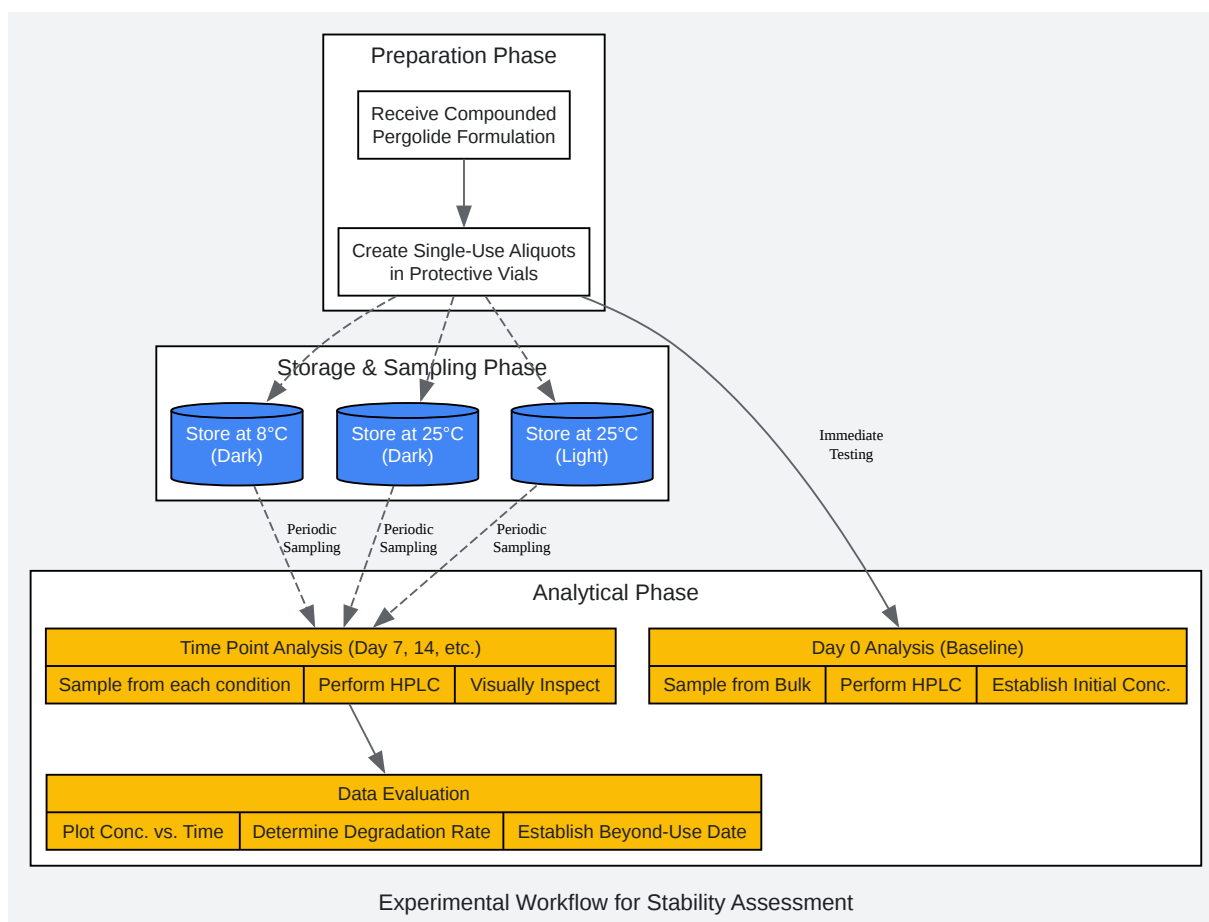 Preparation Phase
Receive Compounded
Pergolide Formulation
Create Single-Use Aliquots
in Protective Vials
Storage & Sampling Phase
Store at 8°C
(Dark)
Store at 25°C
(Dark)
Store at 25°C
(Light)
Immediate
Testing
Periodic
Sampling
Periodic
Sampling
Periodic
Sampling
Analytical Phase
Time Point Analysis (Day 7, 14, etc.)
Sample from each condition
Perform HPLC
Visually Inspect
Day 0 Analysis (Baseline)
Sample from Bulk
Perform HPLC
Establish Initial Conc.
Data Evaluation
Plot Conc. vs. Time
Determine Degradation Rate
Establish Beyond-Use Date
Experimental Workflow for Stability Assessment